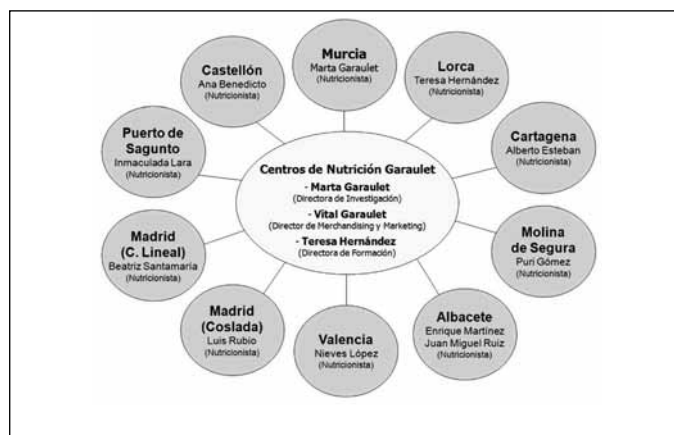 Murcia
Marta Garaulet
(Nutricionista)
Lorca
Teresa Hernández
(Nutricionista)
Cartagena
Alberto Esteban
(Nutricionista)
Molina
de Segura
Puri Gómez
(Nutricionista)
Albacete
Enrique Martínez
Juan Miguel Ruiz
(Nutricionista)
Valencia
Nieves López
(Nutricionista)
Madrid
(Coslada)
Luis Rubio
(Nutricionista)
Madrid
(C. Lineal)
Beatriz Santamaría
(Nutricionista)
Puerto de
Sagunto
Inmaculada Lara
(Nutricionista)
Castellón
Ana Benedicto
(Nutricionista)
Centros de Nutrición Garaulet
- Marta Garaulet
(Directora de Investigación)
- Vital Garaulet
(Director de Merchandising y Marketing)
- Teresa Hernández
(Directora de Formación)